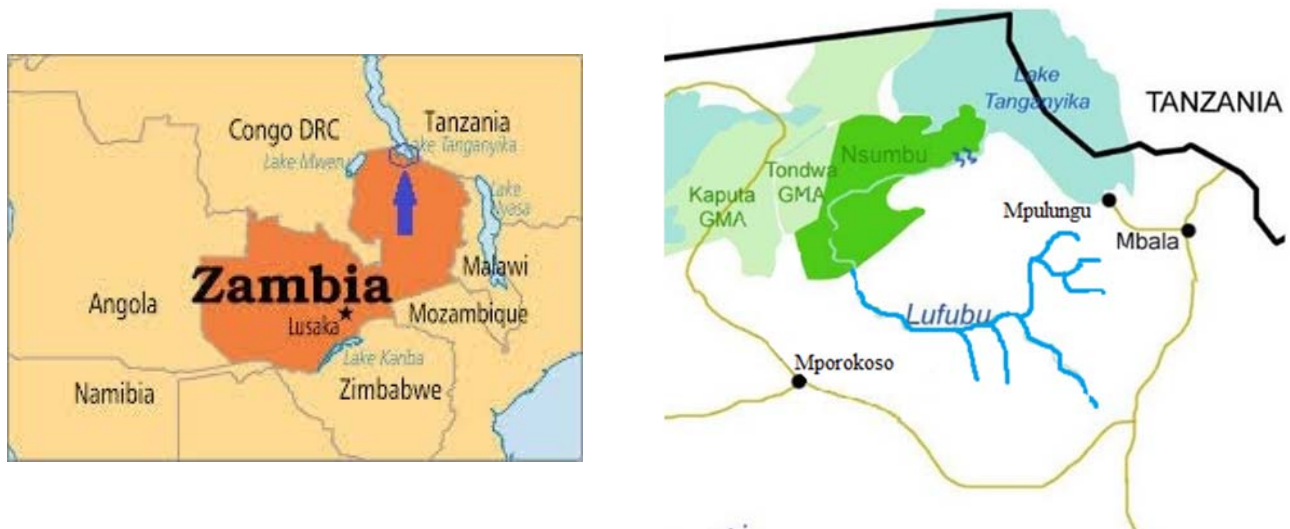 Congo DRC
Tanzania
Lake Tanganyika
Lake Mweru
Lake
Nyasa
Zambia
Malawi
Angola
Lusaka
Mozambique
Lake Kariba
Namibia
Zimbabwe
Lake
Tanganyika
TANZANIA
Nsumbu
Tondwa
GMA
Kaputa
GMA
Mpulungu
Mbala
Lufubu
Mporokoso